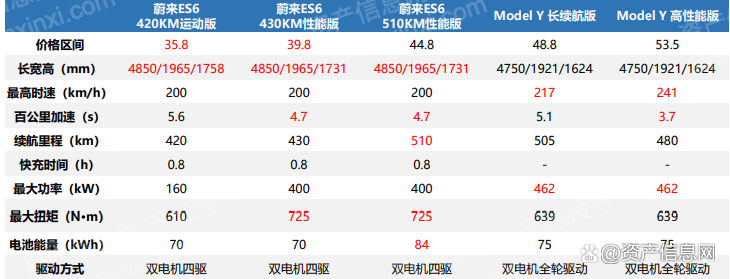 蔚来ES6 蔚来ES6 蔚来ES6 Model Y 长续航版 Model Y 高性能版
420KM运动版 430KM性能版 510KM性能版
价格区间 35.8 39.8 44.8 48.8 53.5
长宽高（mm） 4850/1965/1758 4850/1965/1731 4850/1965/1731 4750/1921/1624 4750/1921/1624
最高时速（km/h） 200 200 200 217 241
百公里加速（s） 5.6 4.7 4.7 5.1 3.7
续航里程（km） 420 430 510 505 480
快充时间（h） 0.8 0.8 0.8 - -
最大功率（kW） 160 400 400 462 462
最大扭矩（N•m） 610 725 725 639 639
电池能量（kWh） 70 70 84 75 75
驱动方式 双电机四驱 双电机四驱 双电机四驱 双电机全轮驱动 双电机全轮驱动
@资产信息网